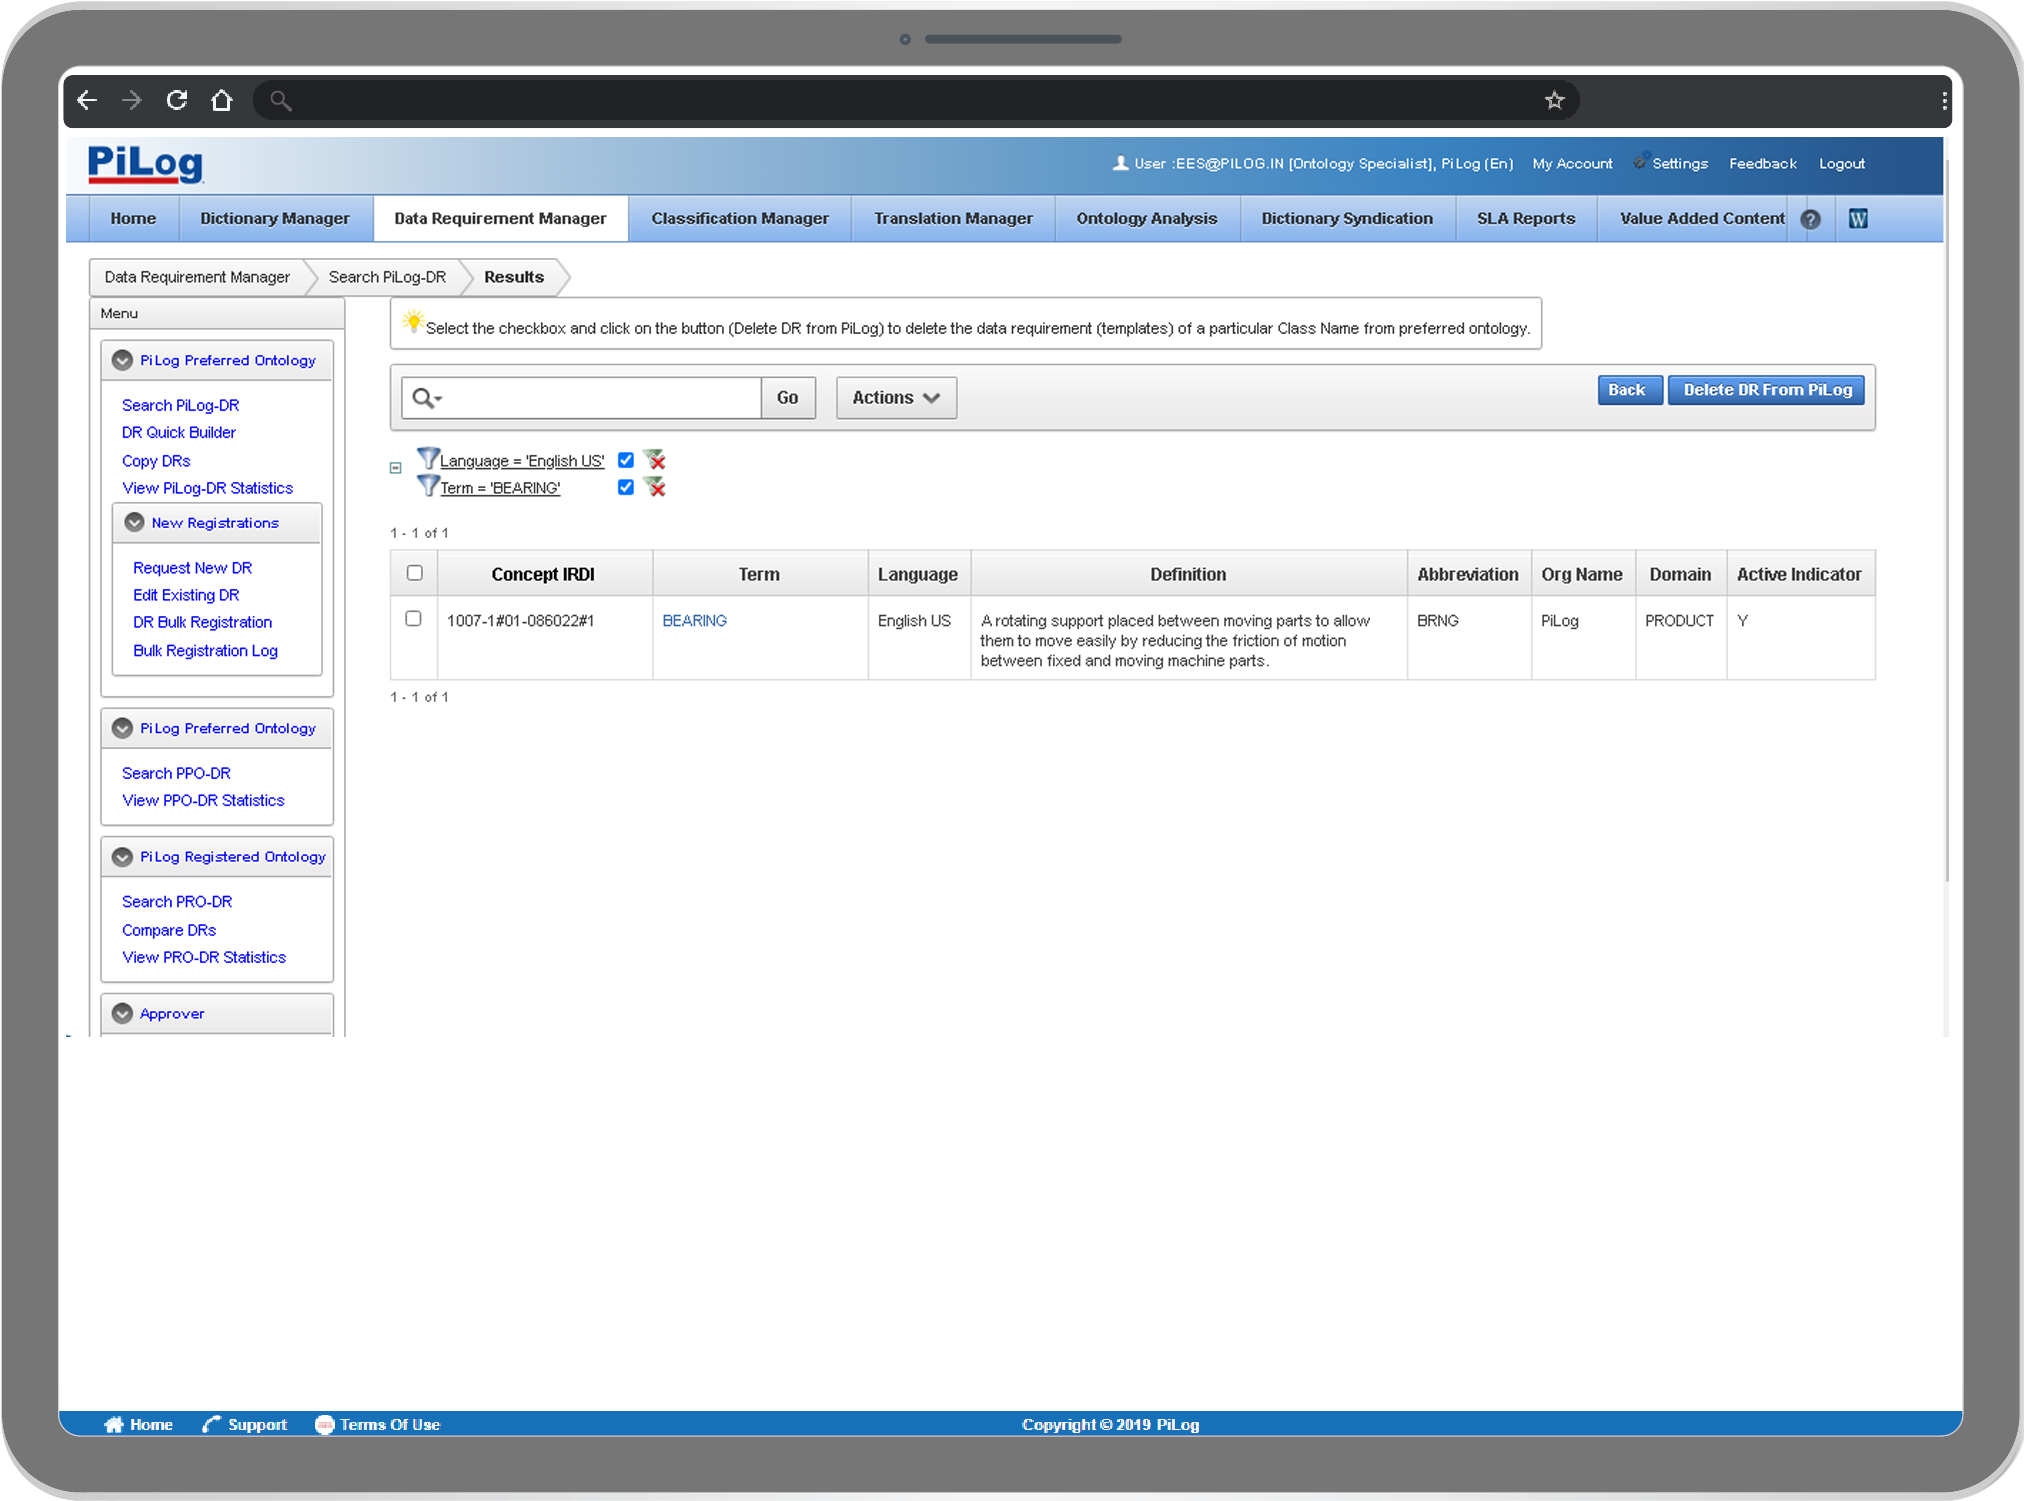 PiLog
User :EES@PILOG.IN [Ontology Specialist], PiLog (En) My Account Settings Feedback Logout
Home Dictionary Manager Data Requirement Manager Classification Manager Translation Manager Ontology Analysis Dictionary Syndication SLA Reports Value Added Content ? W
Data Requirement Manager Search PiLog-DR Results
Menu
Select the checkbox and click on the button (Delete DR from PiLog) to delete the data requirement (templates) of a particular Class Name from preferred ontology.
PiLog Preferred Ontology
Search PiLog-DR
DR Quick Builder
Copy DRs
View PiLog-DR Statistics
New Registrations
Request New DR
Edit Existing DR
DR Bulk Registration
Bulk Registration Log
PiLog Preferred Ontology
Search PPO-DR
View PPO-DR Statistics
PiLog Registered Ontology
Search PRO-DR
Compare DRs
View PRO-DR Statistics
Approver
Go Actions Back Delete DR From PiLog
Language = 'English US'
Term = 'BEARING'
1 - 1 of 1
Concept IRDI Term Language Definition Abbreviation Org Name Domain Active Indicator
1007-1#01-086022#1 BEARING English US A rotating support placed between moving parts to allow BRNG PiLog PRODUCT Y
them to move easily by reducing the friction of motion
between fixed and moving machine parts.
1 - 1 of 1
Home Support Terms Of Use Copyright © 2019 PiLog